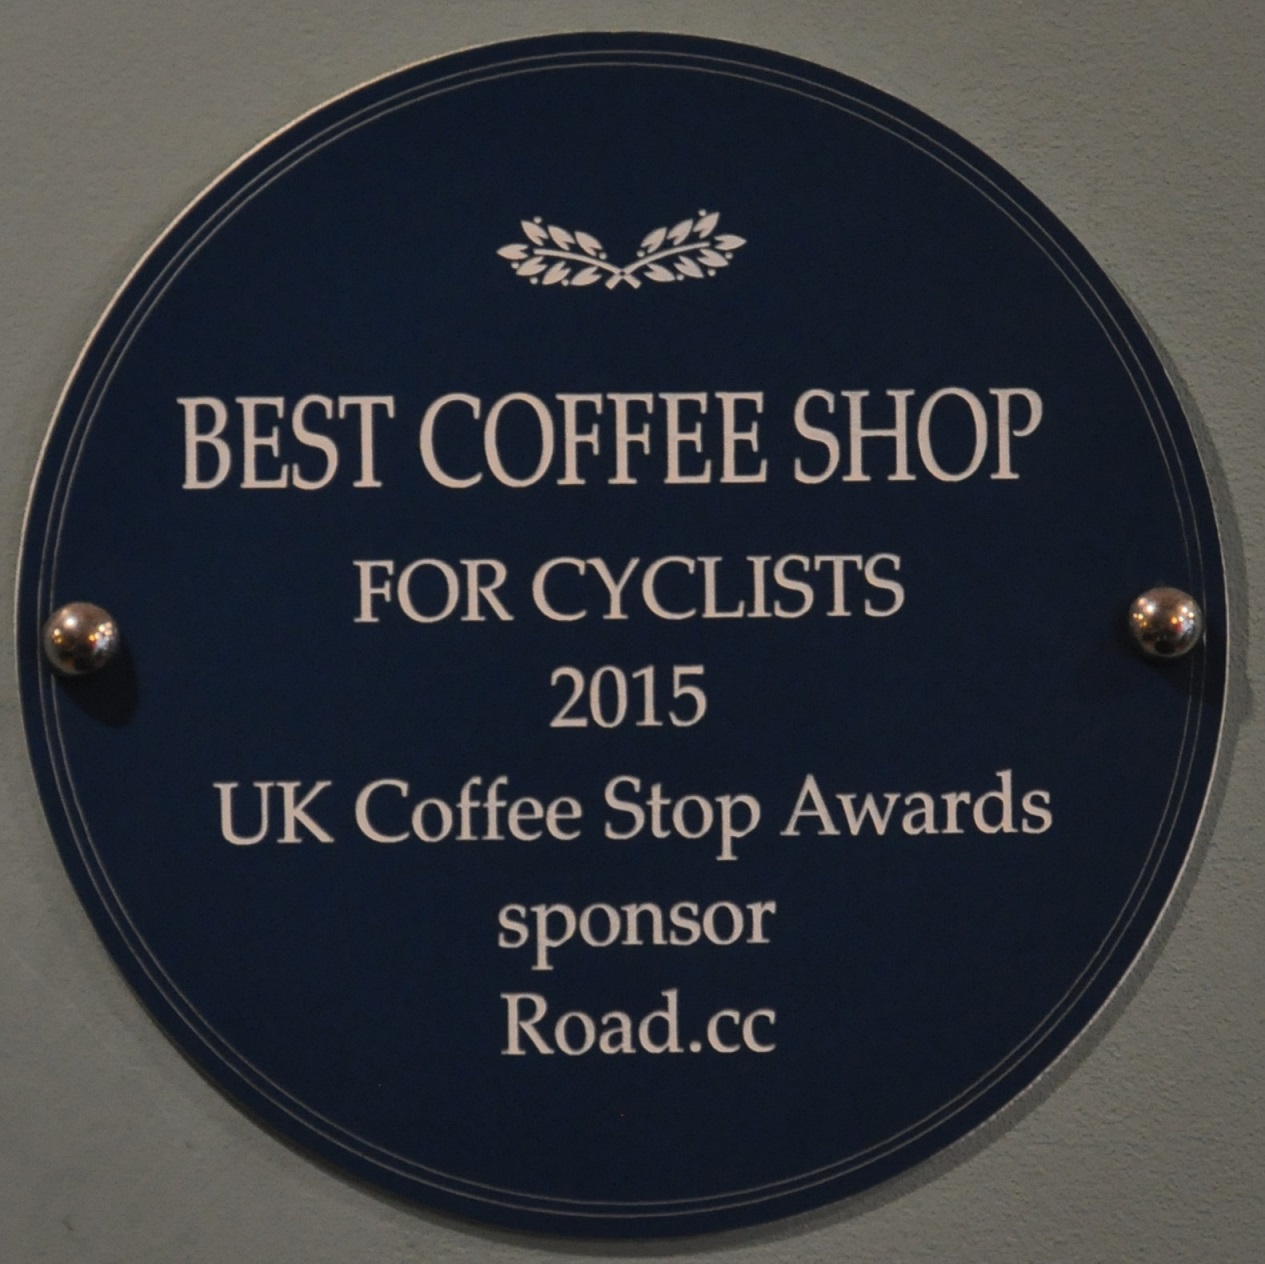 BEST COFFEE SHOP
FOR CYCLISTS
2015
UK Coffee Stop Awards
sponsor
Road.cc